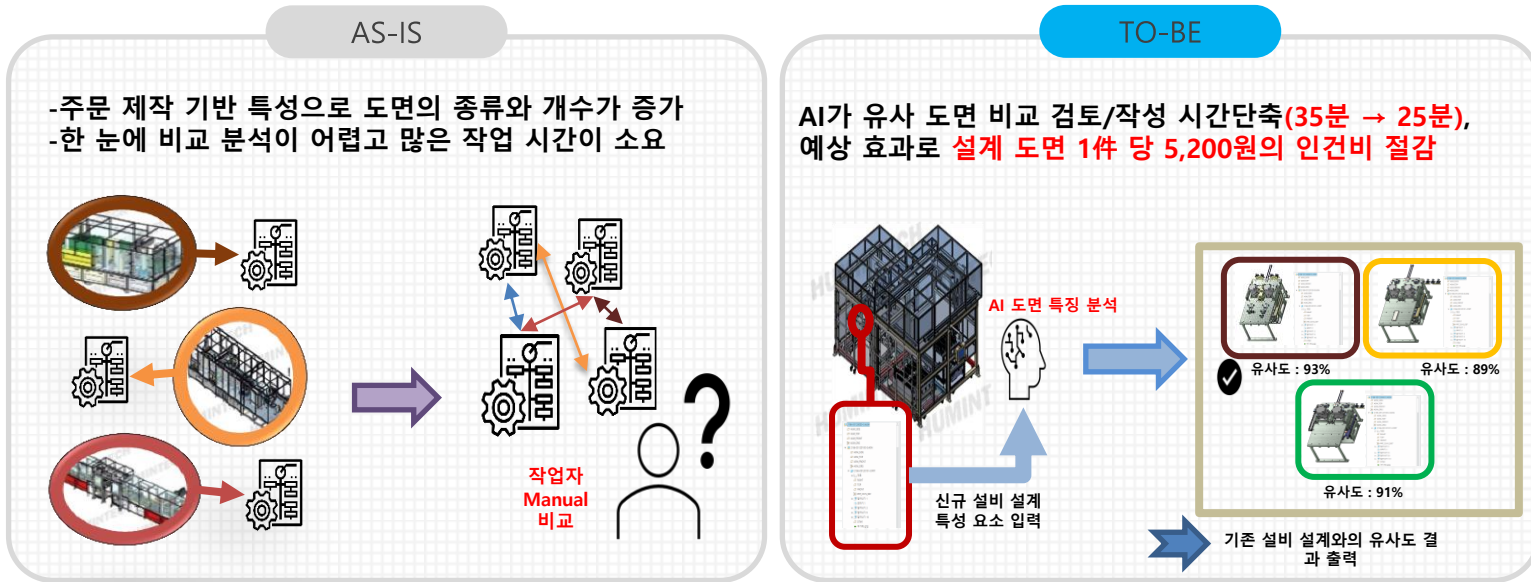 AS-IS
-주문 제작 기반 특성으로 도면의 종류와 개수가 증가
-한 눈에 비교 분석이 어렵고 많은 작업 시간이 소요
작업자
Manual
비교
TO-BE
AI가 유사 도면 비교 검토/작성 시간단축(35분 → 25분),
예상 효과로 설계 도면 1件 당 5,200원의 인건비 절감
AI 도면 특징 분석
신규 설비 설계
특성 요소 입력
유사도 : 93%
유사도 : 89%
유사도 : 91%
기존 설비 설계와의 유사도 결
과 출력